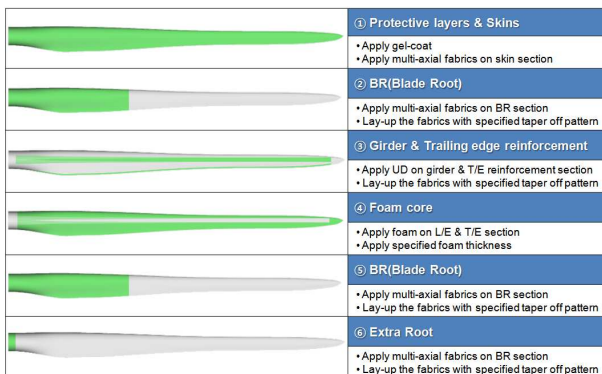 ① Protective layers & Skins
• Apply gel-coat
• Apply multi-axial fabrics on skin section
② BR(Blade Root)
• Apply multi-axial fabrics on BR section
• Lay-up the fabrics with specified taper off pattern
③ Girder & Trailing edge reinforcement
• Apply UD on girder & T/E reinforcement section
• Lay-up the fabrics with specified taper off pattern
④ Foam core
• Apply foam on L/E & T/E section
• Apply specified foam thickness
⑤ BR(Blade Root)
• Apply multi-axial fabrics on BR section
• Lay-up the fabrics with specified taper off pattern
⑥ Extra Root
• Apply multi-axial fabrics on BR section
• Lay-up the fabrics with specified taper off pattern